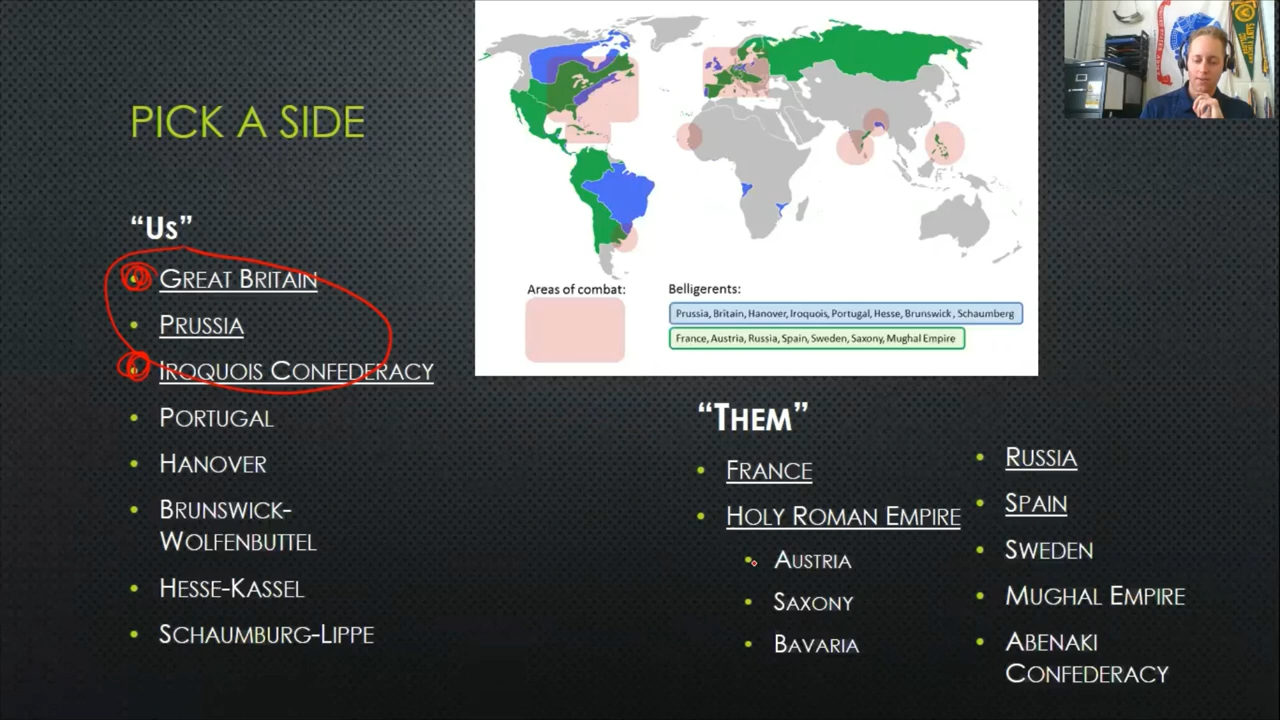 PICK A SIDE
"US"
GREAT BRITAIN
PRUSSIA
IROQUOIS CONFEDERACY
PORTUGAL
HANOVER
BRUNSWICK-
WOLFENBUTTEL
HESSE-KASSEL
SCHAUMBURG-LIPPE
Areas of combat:
Belligerents:
Prussia, Britain, Hanover, Iroquois, Portugal, Hesse, Brunswick , Schaumberg
France, Austria, Russia, Spain, Sweden, Saxony, Mughal Empire
"THEM"
FRANCE
HOLY ROMAN EMPIRE
AUSTRIA
SAXONY
BAVARIA
RUSSIA
SPAIN
SWEDEN
MUGHAL EMPIRE
ABENAKI
CONFEDERACY